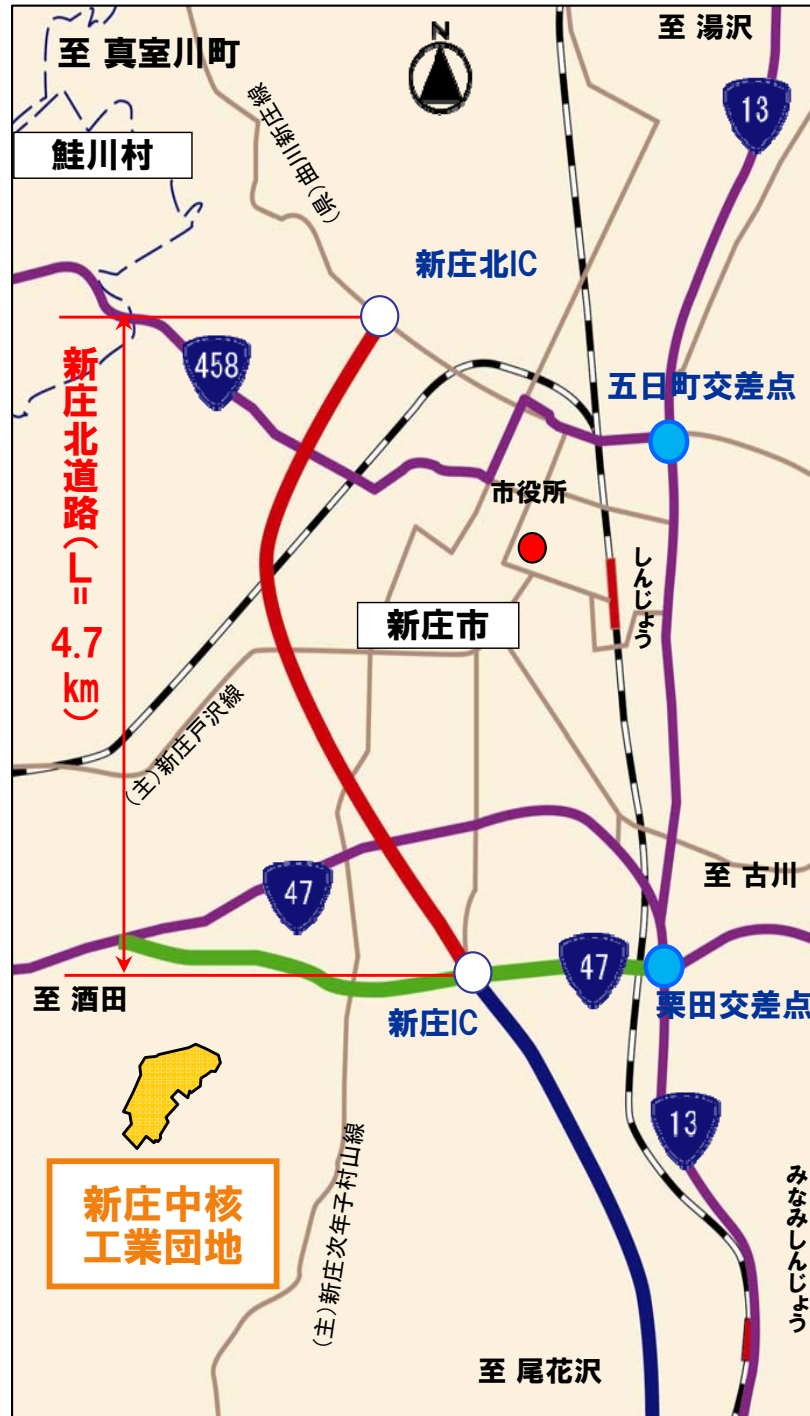 至 真室川町
N
至 湯沢
13
鮭川村
(県)曲川新庄線
新庄北IC
458
五日町交差点
新庄北道路(L=4.7km)
市役所
しんじょう
新庄市
(主)新庄戸沢線
47
至 古川
47
至 酒田
新庄IC
栗田交差点
13
(主)新庄次年子村山線
新庄中核
工業団地
みなみしんじょう
至 尾花沢